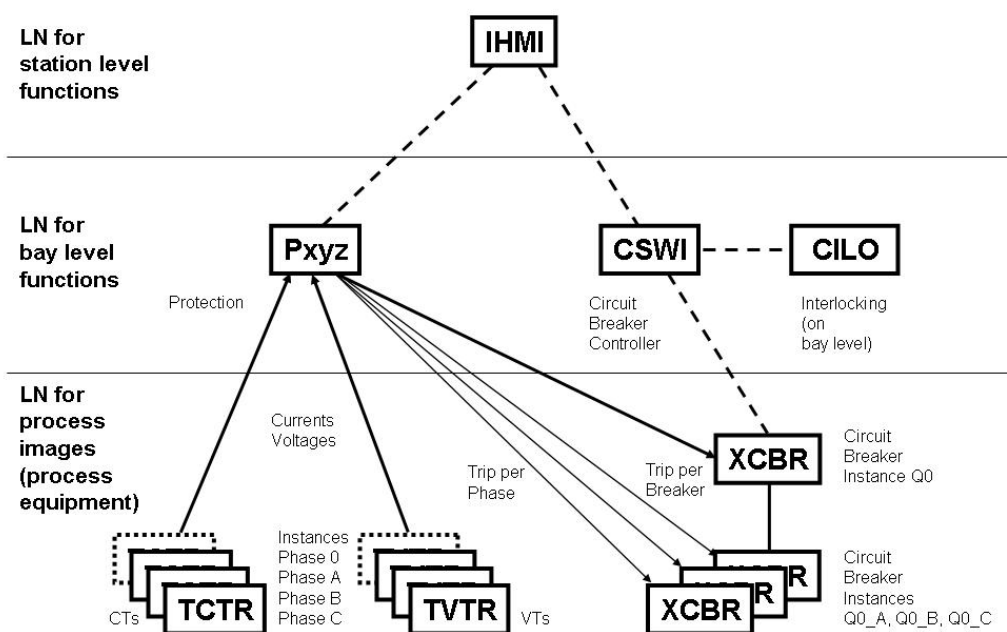 LN for
station level
functions
IHMI
LN for
bay level
functions
Pxyz
CSWI
CILO
Protection
Circuit
Breaker
Controller
Interlocking
(on
bay level)
LN for
process
images
(process
equipment)
Currents
Voltages
Trip per
Phase
Trip per
Breaker
XCBR
Circuit
Breaker
Instance Q0
CTs
TCTR
Instances
Phase 0
Phase A
Phase B
Phase C
TVTR
VTs
XCBR
Circuit
Breaker
Instances
Q0_A, Q0_B, Q0_C